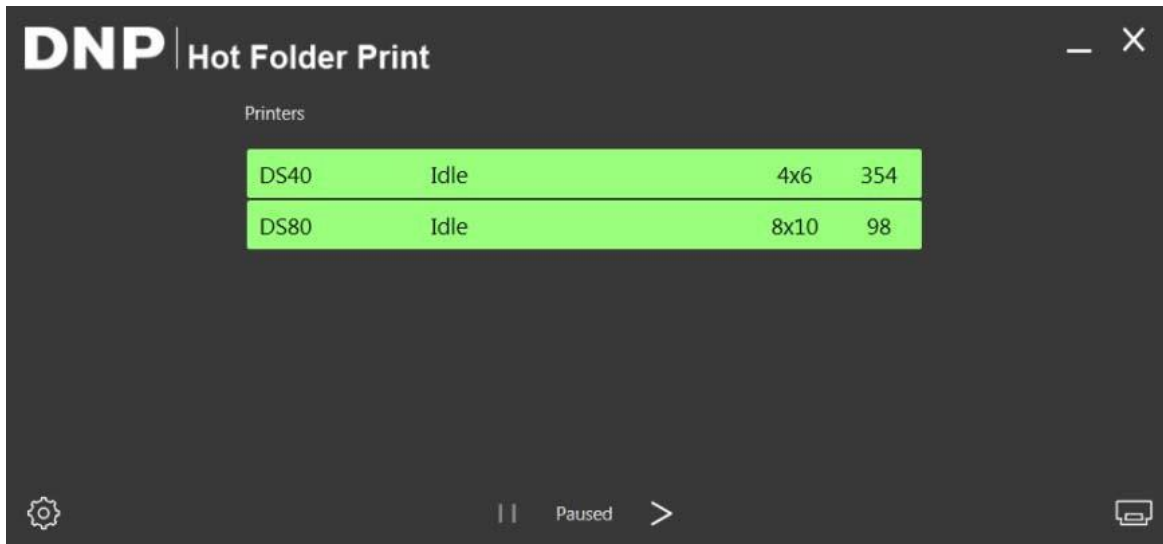 DNP Hot Folder Print
Printers
DS40 Idle 4x6 354
DS80 Idle 8x10 98
Paused